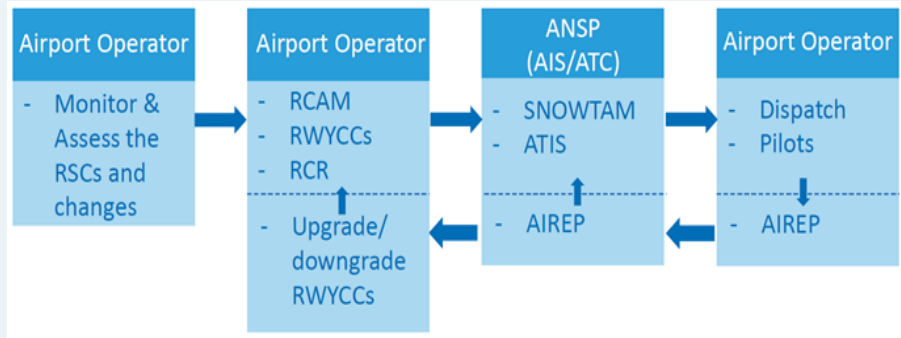 Airport Operator
- Monitor &
Assess the
RSCs and
changes
Airport Operator
- RCAM
- RWYCCs
- RCR
- Upgrade/
downgrade
RWYCCs
ANSP
(AIS/ATC)
- SNOWTAM
- ATIS
- AIREP
Airport Operator
- Dispatch
- Pilots
- AIREP